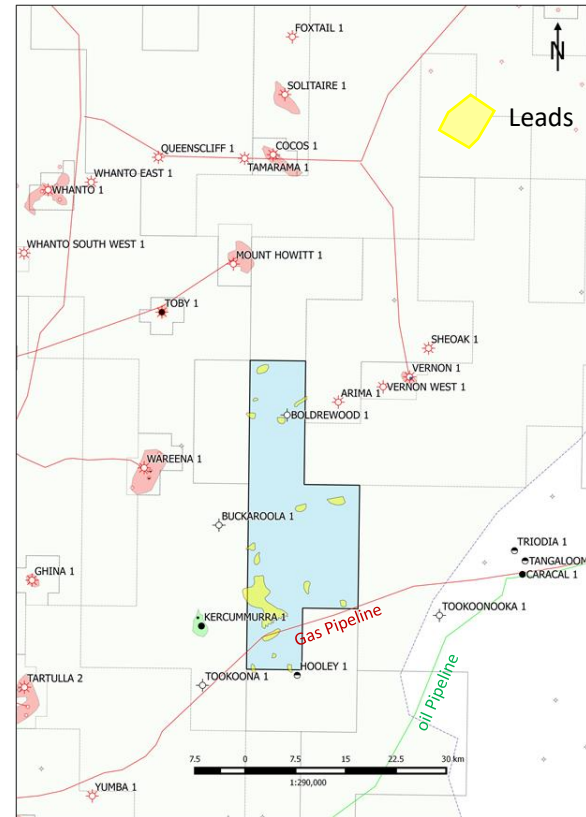 FOXTAIL 1
N
SOLITAIRE 1
Leads
QUEENSCLIFF 1
COCOS 1
TAMARAMA 1
WHANTO EAST 1
WHANTO 1
WHANTO SOUTH WEST 1
MOUNT HOWITT 1
TOBY 1
SHEOAK 1
VERNON 1
VERNON WEST 1
ARIMA 1
BOLDREWOOD 1
WAREENA 1
BUCKAROOLA 1
TRIODIA 1
TANGALOOM
CARACAL 1
GHINA 1
TOOKOONOOKA 1
KERCUMMURRA 1
Gas Pipeline
HOOLEY 1
TOOKOONA 1
TARTULLA 2
oil Pipeline
7.5 0 7.5 15 22.5 30 km
1:290,000
YUMBA 1